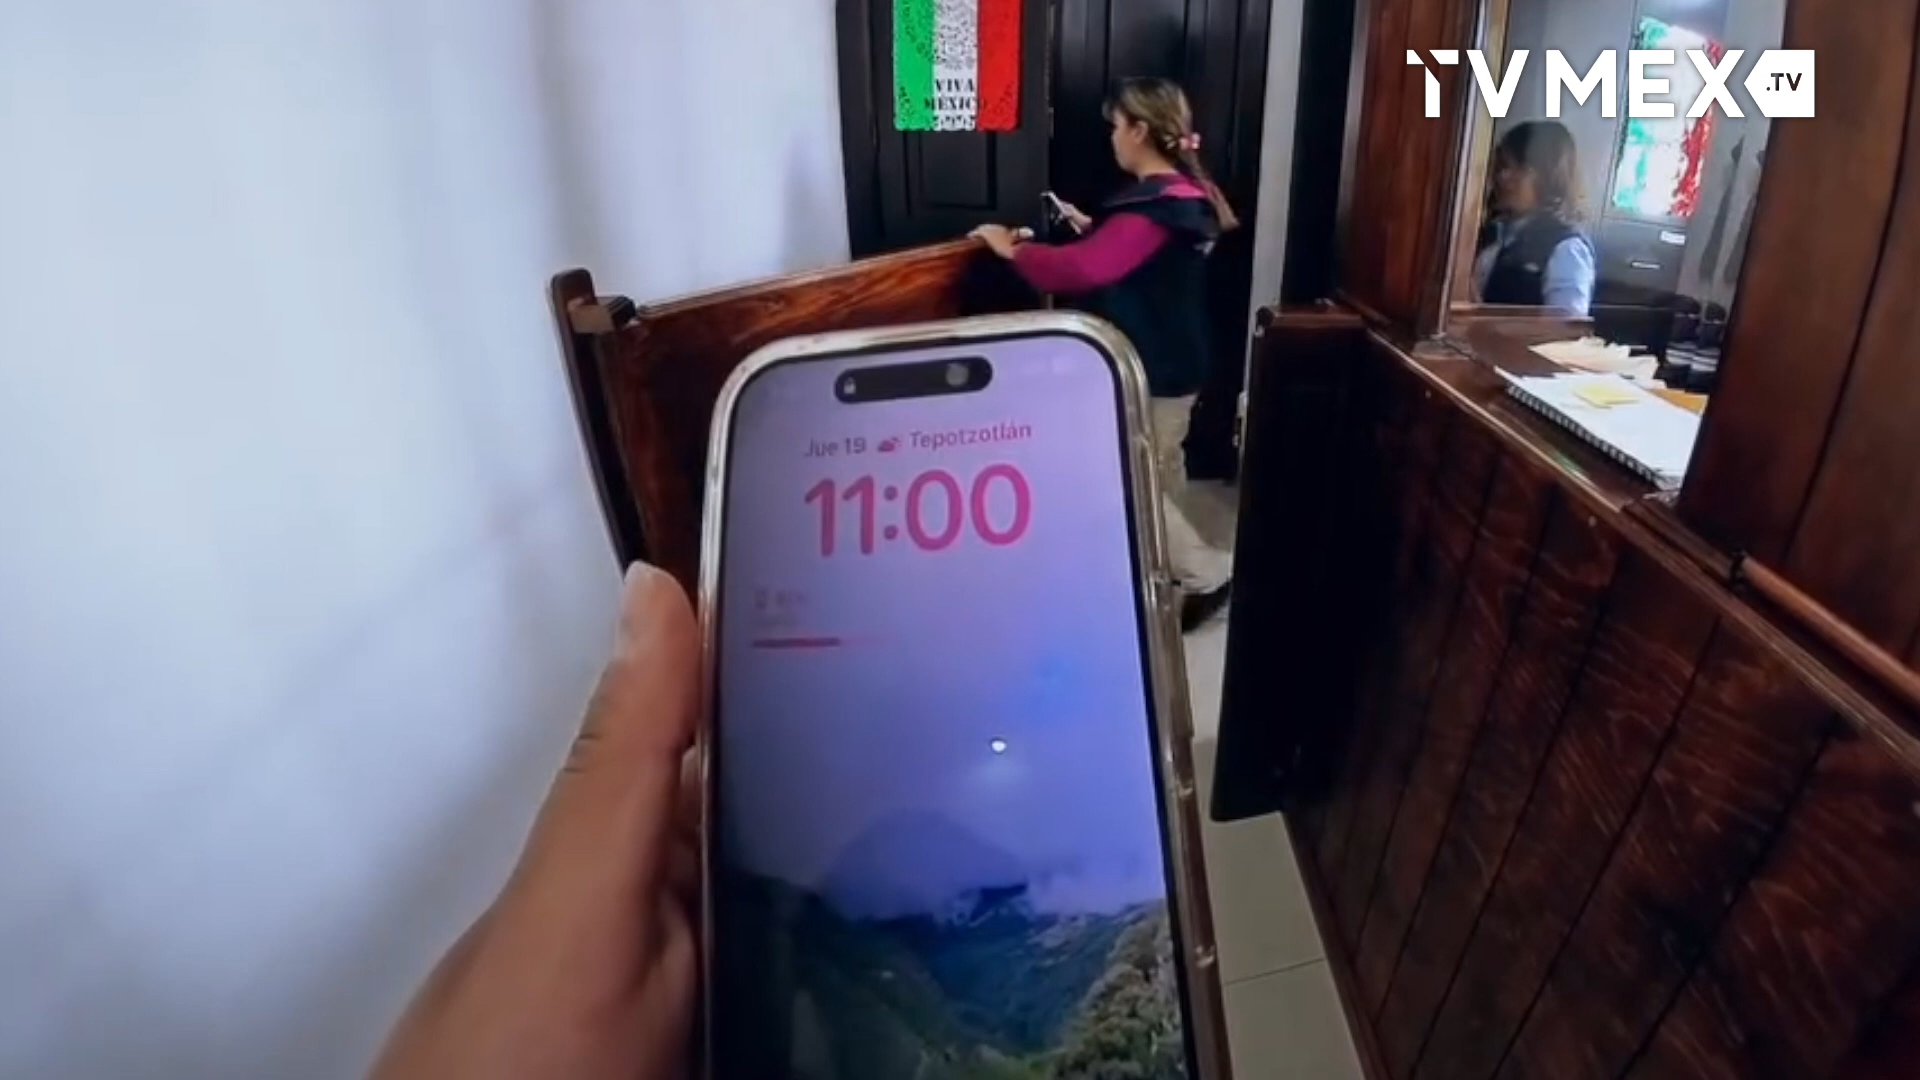 VIVA
MEXICO
TVMEX.TV
Jue 19 Tepotzotlán
11:00